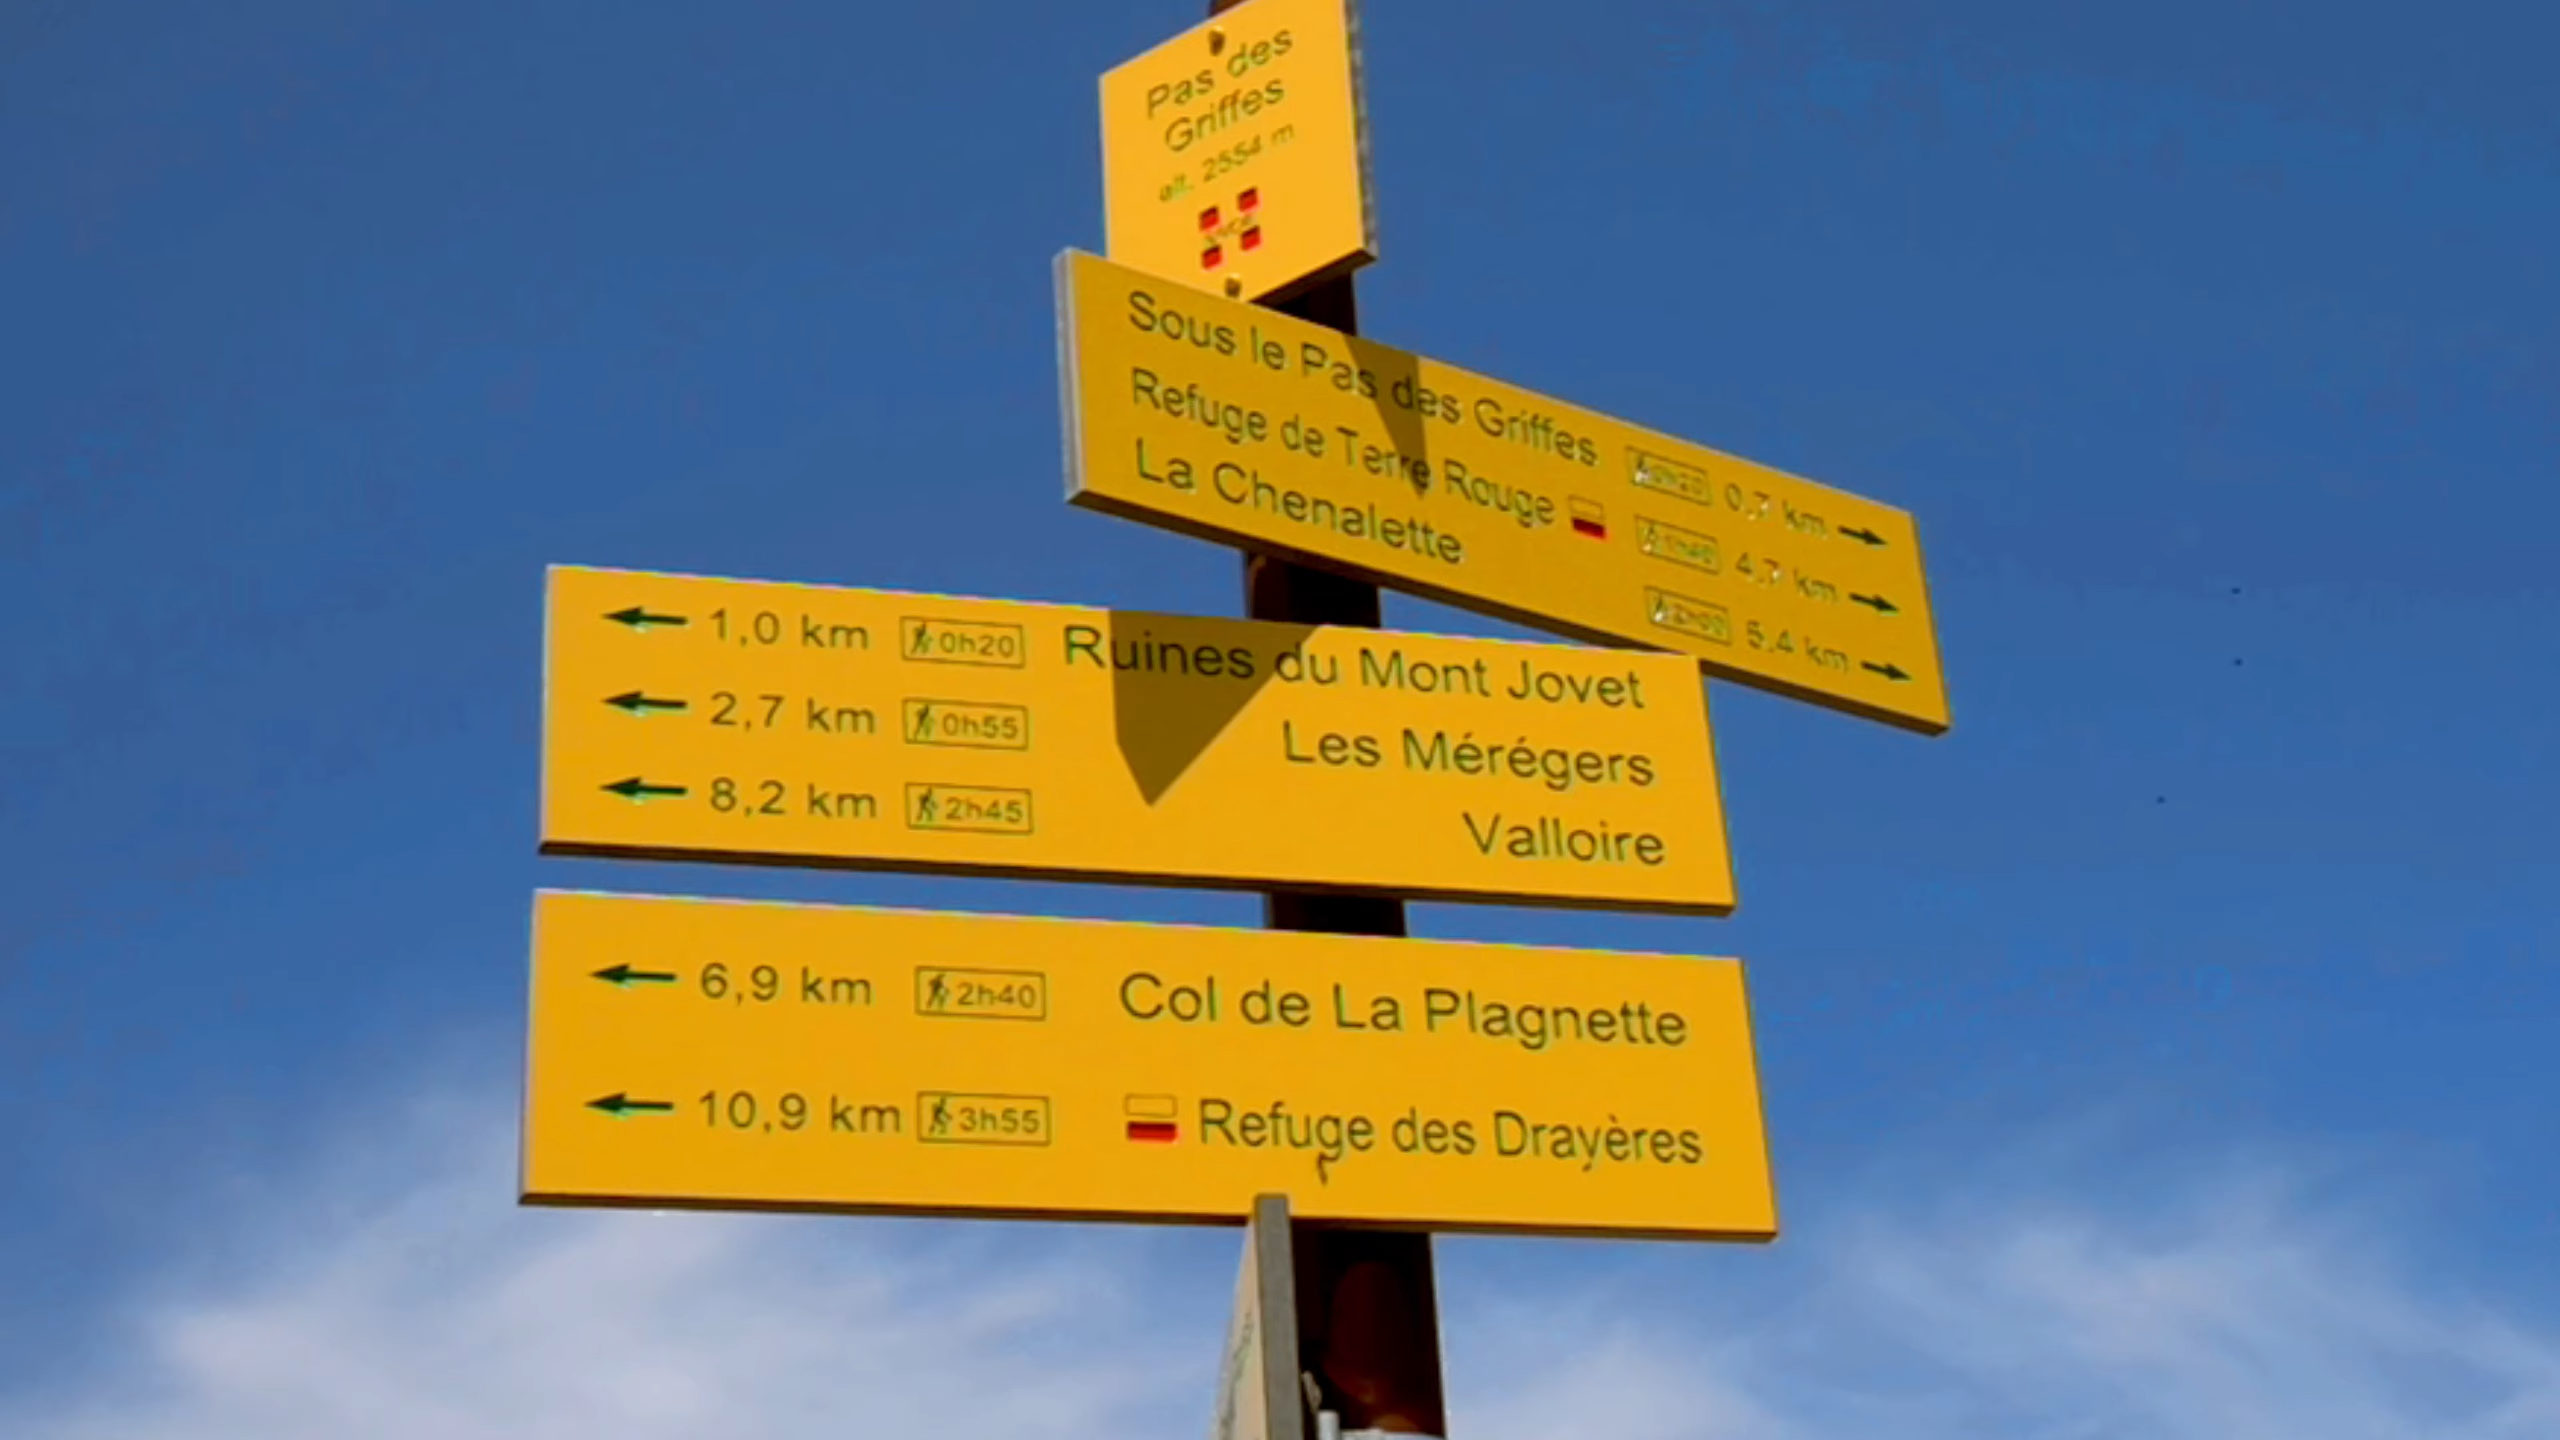 Pas des
Griffes
alt. 2554 m
Sous le Pas des Griffes 0h20 0,7 km
Refuge de Terre Rouge 1h40 4,7 km
La Chenalette 2h00 5,4 km
1,0 km 0h20 Ruines du Mont Jovet
2,7 km 0h55 Les Mérégers
8,2 km 2h45 Valloire
6,9 km 2h40 Col de La Plagnette
10,9 km 3h55 Refuge des Drayères